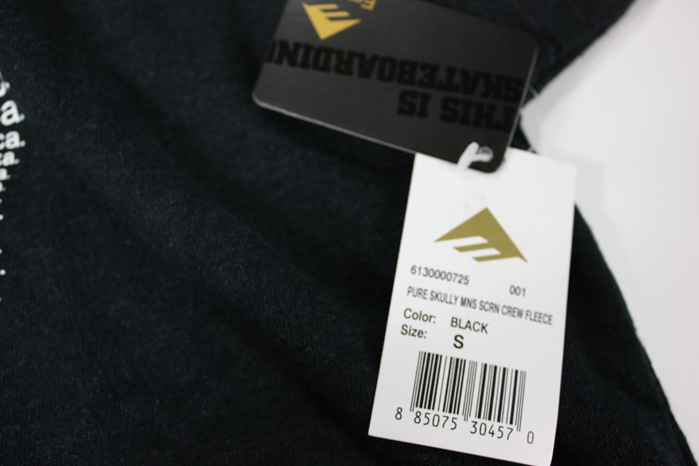 THIS IS
SKATEBOARDING
6130000725 001
PURE SKULLY MNS SCRN CREW FLEECE
Color: BLACK
Size: S
8 85075 30457 0